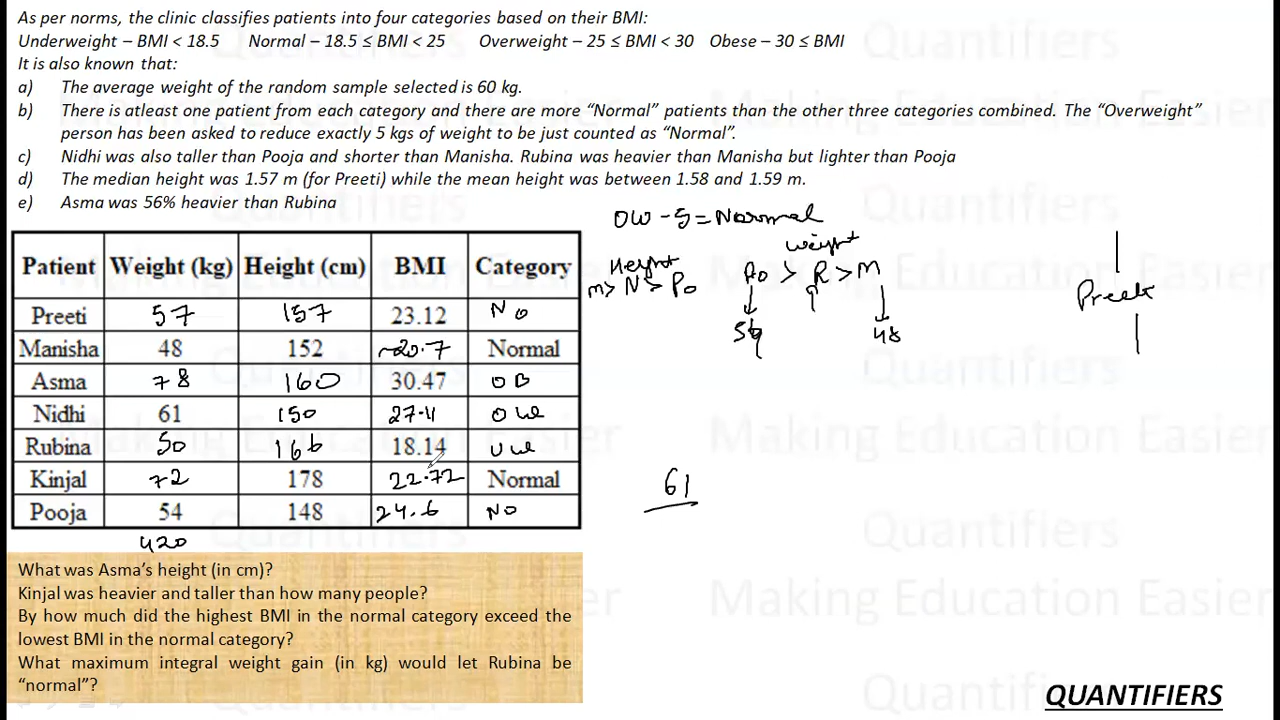 As per norms, the clinic classifies patients into four categories based on their BMI:
Underweight – BMI < 18.5 Normal – 18.5 ≤ BMI < 25 Overweight – 25 ≤ BMI < 30 Obese – 30 ≤ BMI
It is also known that:
a) The average weight of the random sample selected is 60 kg.
b) There is atleast one patient from each category and there are more “Normal” patients than the other three categories combined. The “Overweight”
person has been asked to reduce exactly 5 kgs of weight to be just counted as “Normal”.
c) Nidhi was also taller than Pooja and shorter than Manisha. Rubina was heavier than Manisha but lighter than Pooja
d) The median height was 1.57 m (for Preeti) while the mean height was between 1.58 and 1.59 m.
e) Asma was 56% heavier than Rubina
OW - 5 = Normal
Height weight
m > N > Po Po > R > M
Preeti
48
Patient Weight (kg) Height (cm) BMI Category
Preeti 57 157 23.12 No
Manisha 48 152 ~20.7 Normal
Asma 78 160 30.47 OB
Nidhi 61 150 27.11 OW
Rubina 50 166 18.14 UW
Kinjal 72 178 22.72 Normal
Pooja 54 148 24.6 No
420
61
What was Asma’s height (in cm)?
Kinjal was heavier and taller than how many people?
By how much did the highest BMI in the normal category exceed the
lowest BMI in the normal category?
What maximum integral weight gain (in kg) would let Rubina be
“normal”?
Making Education Easier
Quantifiers
QUANTIFIERS